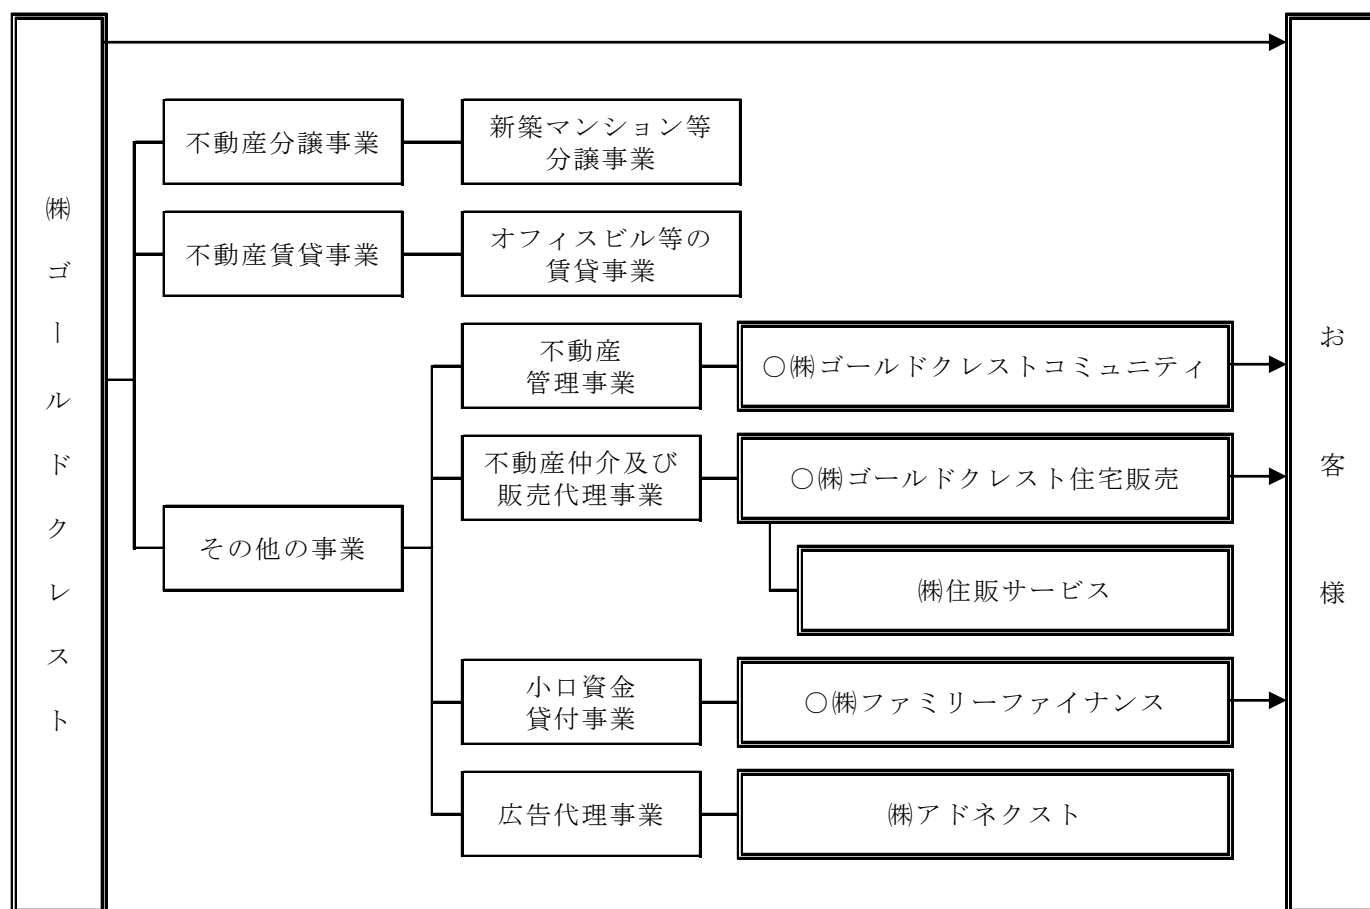 ㈱ゴールドクレスト
不動産分譲事業
新築マンション等
分譲事業
不動産賃貸事業
オフィスビル等の
賃貸事業
その他の事業
不動産
管理事業
○㈱ゴールドクレストコミュニティ
不動産仲介及び
販売代理事業
○㈱ゴールドクレスト住宅販売
㈱住販サービス
小口資金
貸付事業
○㈱ファミリーファイナンス
広告代理事業
㈱アドネクスト
お客様